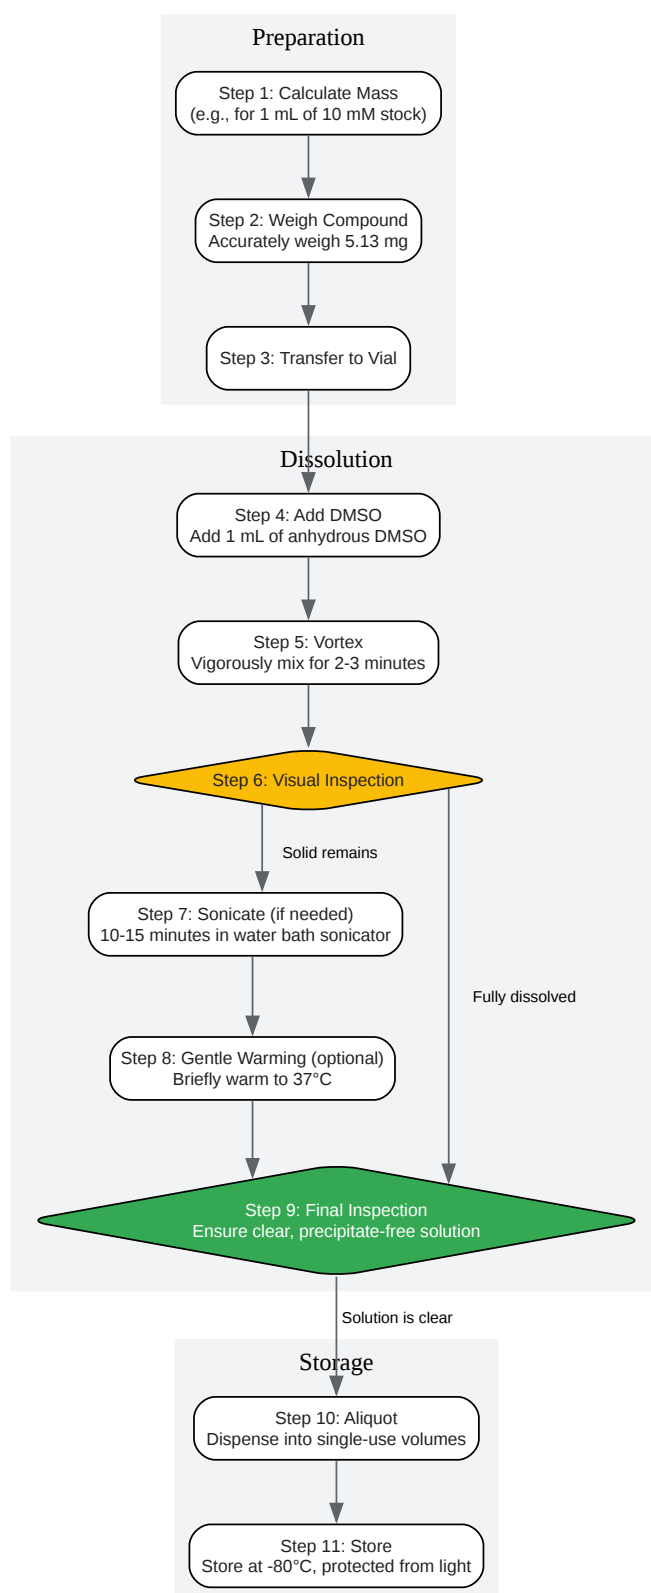 Preparation
Step 1: Calculate Mass
(e.g., for 1 mL of 10 mM stock)
Step 2: Weigh Compound
Accurately weigh 5.13 mg
Step 3: Transfer to Vial
Dissolution
Step 4: Add DMSO
Add 1 mL of anhydrous DMSO
Step 5: Vortex
Vigorously mix for 2-3 minutes
Step 6: Visual Inspection
Solid remains
Step 7: Sonicate (if needed)
10-15 minutes in water bath sonicator
Fully dissolved
Step 8: Gentle Warming (optional)
Briefly warm to 37°C
Step 9: Final Inspection
Ensure clear, precipitate-free solution
Solution is clear
Storage
Step 10: Aliquot
Dispense into single-use volumes
Step 11: Store
Store at -80°C, protected from light